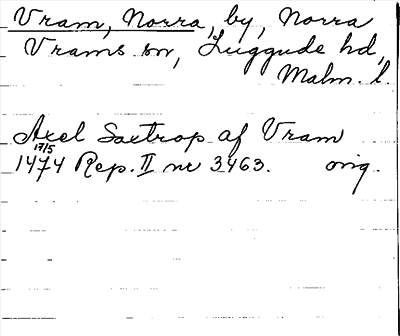 Vram, Norra, by, Norra
Vrams sn, Luggude hd,
Malm. l.
Axel Saxtrop af Vram
17/5
1474 Rep. II nr 3463. orig.